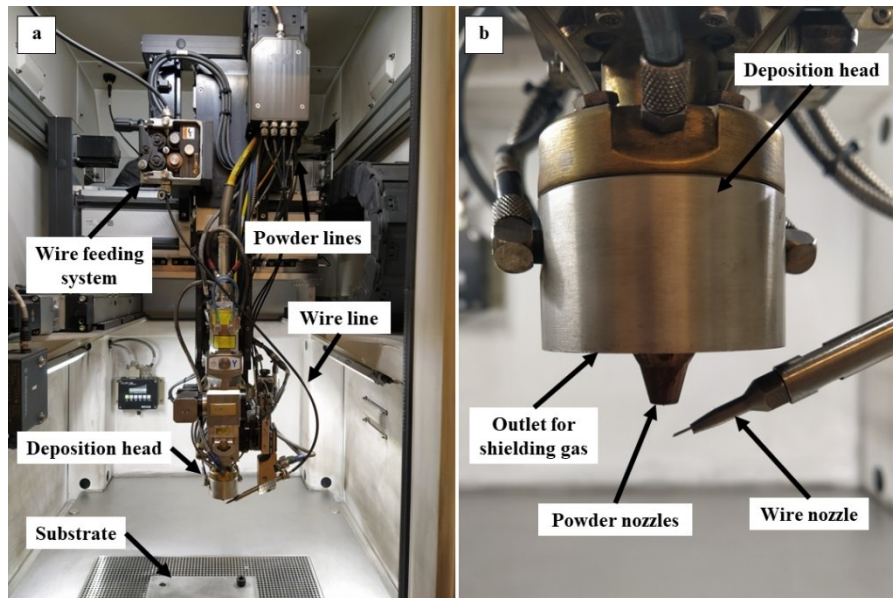 a
Wire feeding
system
Powder lines
Wire line
Deposition head
Substrate
b
Deposition head
Outlet for
shielding gas
Powder nozzles
Wire nozzle